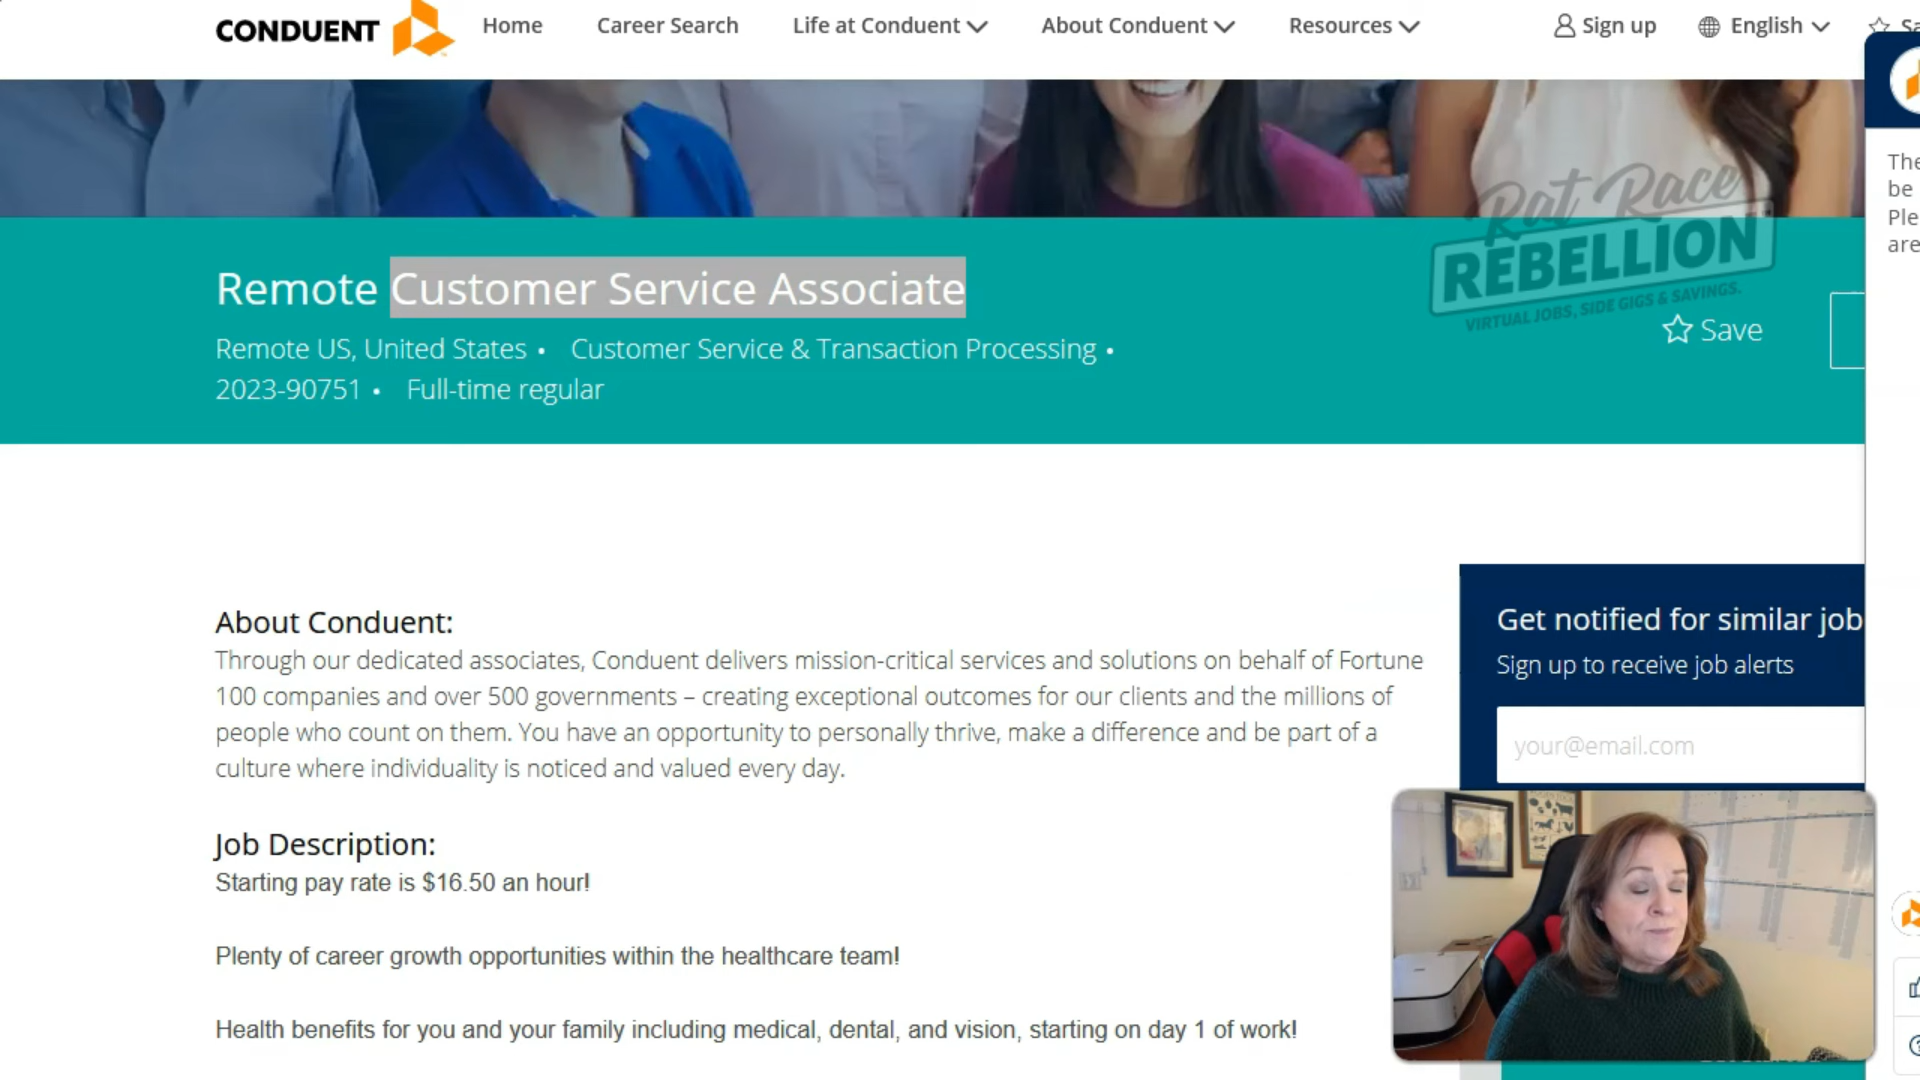 CONDUENT
Home
Career Search
Life at Conduent
About Conduent
Resources
Sign up
English
Rat Race
REBELLION
VIRTUAL JOBS, SIDE GIGS & SAVINGS.
Remote Customer Service Associate
Remote US, United States • Customer Service & Transaction Processing •
2023-90751 • Full-time regular
Save
The
be
Ple
are
About Conduent:
Through our dedicated associates, Conduent delivers mission-critical services and solutions on behalf of Fortune
100 companies and over 500 governments – creating exceptional outcomes for our clients and the millions of
people who count on them. You have an opportunity to personally thrive, make a difference and be part of a
culture where individuality is noticed and valued every day.
Get notified for similar job
Sign up to receive job alerts
your@email.com
Job Description:
Starting pay rate is $16.50 an hour!
Plenty of career growth opportunities within the healthcare team!
Health benefits for you and your family including medical, dental, and vision, starting on day 1 of work!